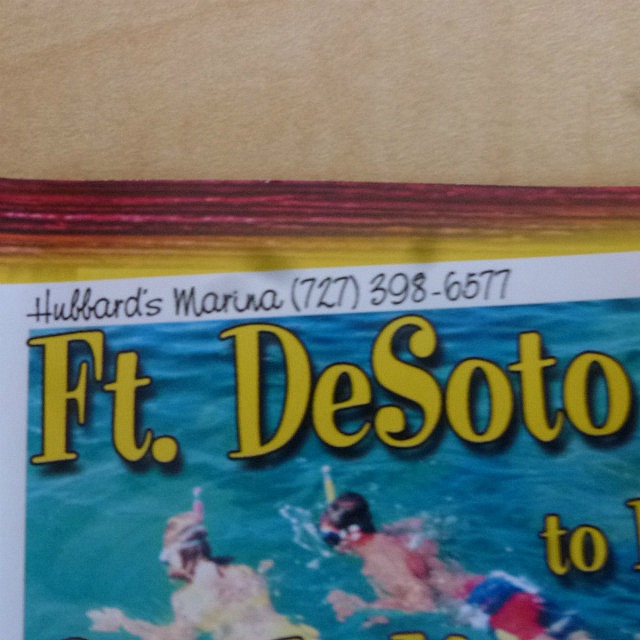 Hubbard's Marina (727) 398-6577
Ft. DeSoto
to